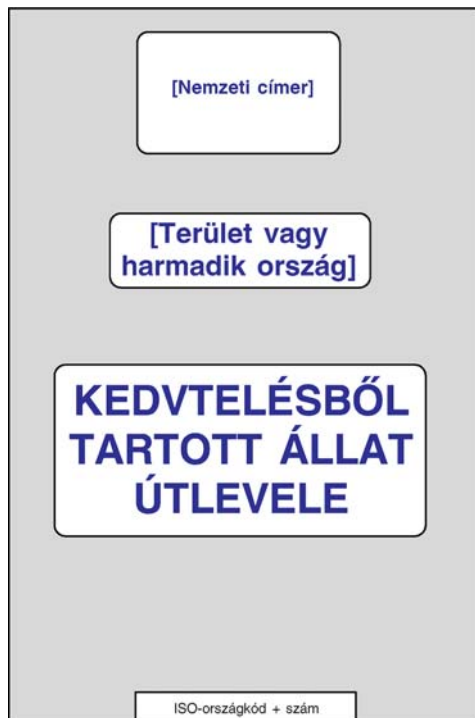 [Nemzeti címer]
[Terület vagy
harmadik ország]
KEDVTELÉSBŐL
TARTOTT ÁLLAT
ÚTLEVELE
ISO-országkód + szám